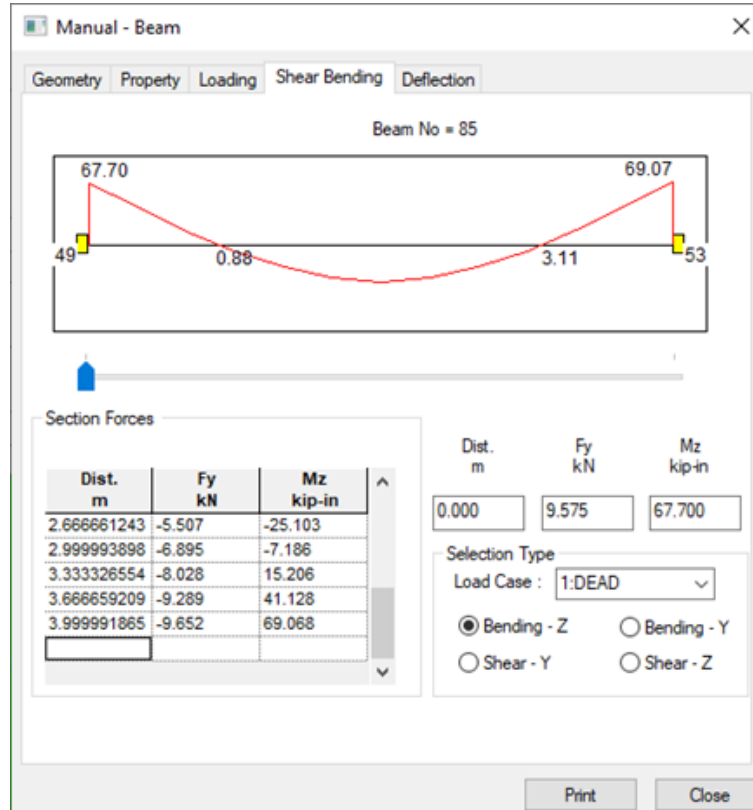 Manual - Beam
Geometry Property Loading Shear Bending Deflection
Beam No = 85
67.70 69.07
49 0.88 3.11 53
Section Forces
Dist. m Fy kN Mz kip-in
2.666661243 -5.507 -25.103
2.999993898 -6.895 -7.186
3.333326554 -8.028 15.206
3.666659209 -9.289 41.128
3.999991865 -9.652 69.068
Dist. Fy Mz
m kN kip-in
0.000 9.575 67.700
Selection Type
Load Case : 1:DEAD
Bending - Z Bending - Y
Shear - Y Shear - Z
Print Close